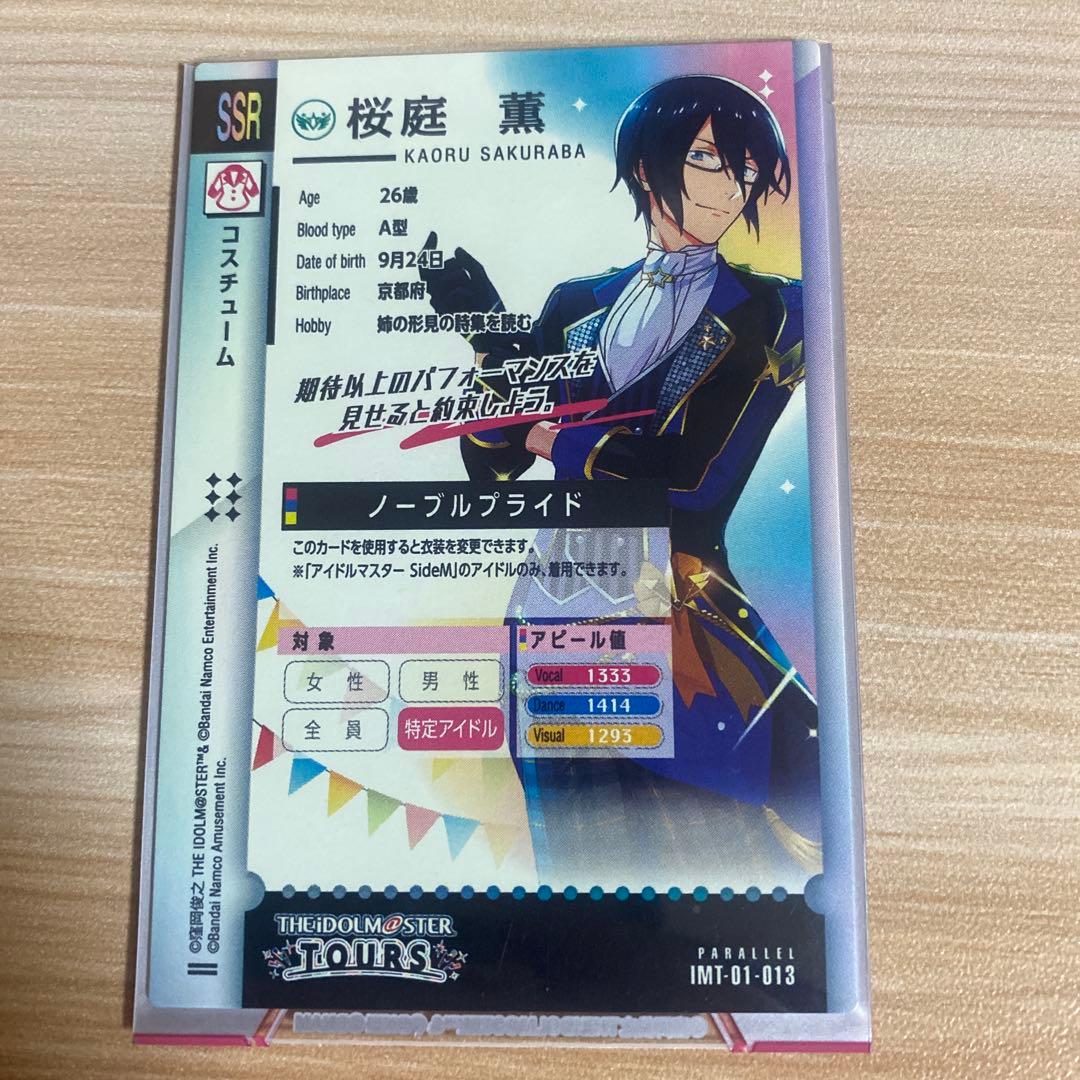 SSR
コスチューム
桜庭 薫
KAORU SAKURABA
Age 26歳
Blood type A型
Date of birth 9月24日
Birthplace 京都府
Hobby 姉の形見の詩集を読む
期待以上のパフォーマンスを
見せると約束しよう。
ノーブルプライド
このカードを使用すると衣装を変更できます。
※「アイドルマスター SideM」のアイドルのみ、着用できます。
対象
女性 男性
全員 特定アイドル
アピール値
Vocal 1333
Dance 1414
Visual 1293
©窪岡俊之 THE IDOLM@STER™& ©Bandai Namco Entertainment Inc.
©Bandai Namco Amusement Inc.
THE iDOLM@STER
TOURS
PARALLEL
IMT-01-013